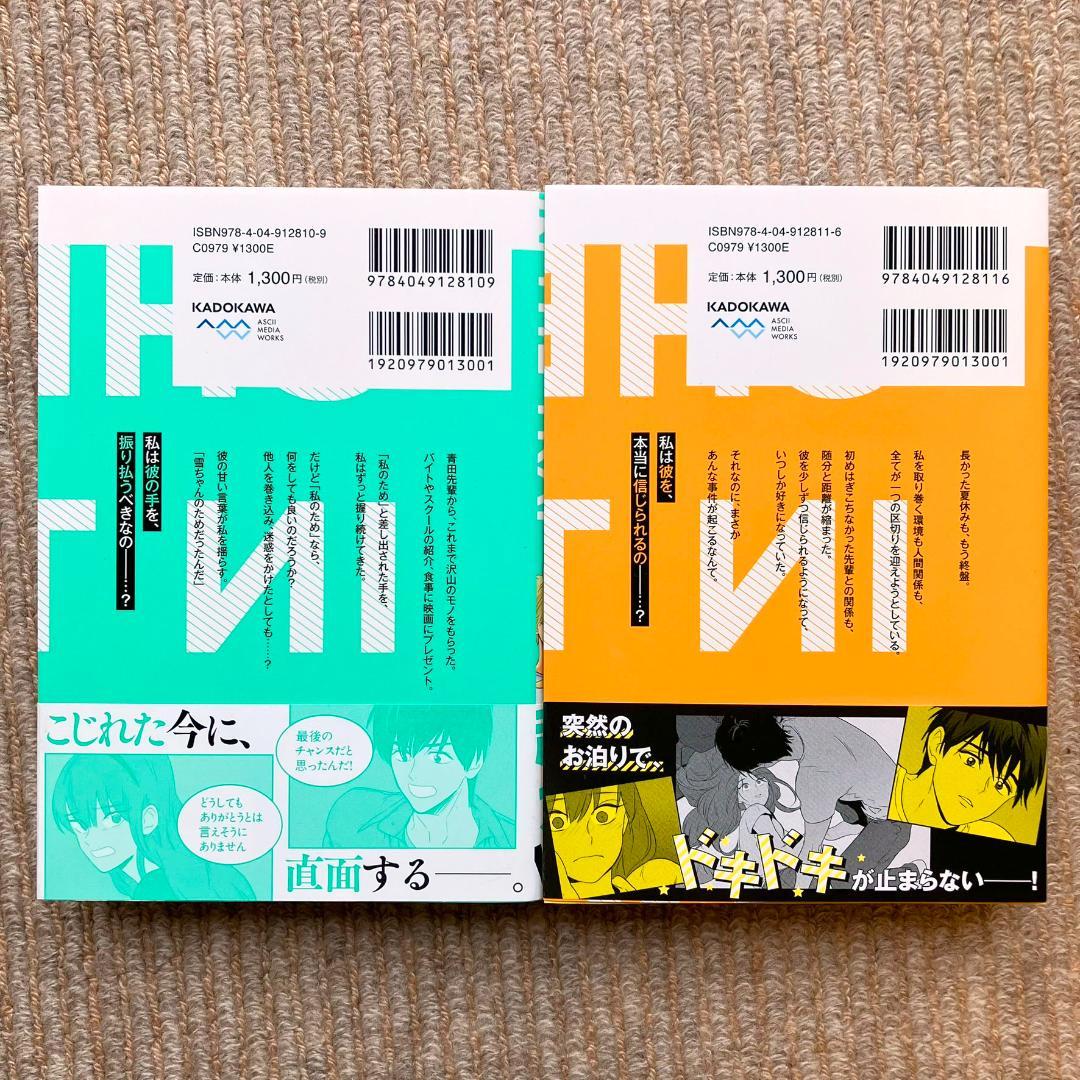 ISBN978-4-04-912810-9
C0979 ¥1300E
定価：本体 1,300円(税別)
KADOKAWA
ASCII
MEDIA
WORKS
9784049128109
1920979013001
青田先輩から、これまで沢山のモノをもらった。
バイトやスクールの紹介、食事に映画にプレゼント。
「私のため」と差し出された手を、
私はずっと握り続けてきた。
だけど「私のため」なら、
何をしても良いのだろうか？
他人を巻き込み、迷惑をかけたとしても……？
彼の甘い言葉が私を揺らす。
「雪ちゃんのためだったんだ」
私は彼の手を、
振り払うべきなの――…？
こじれた今に、
最後の
チャンスだと
思ったんだ!
どうしても
ありがとうとは
言えそうに
ありません
直面する――。
ISBN978-4-04-912811-6
C0979 ¥1300E
定価：本体 1,300円(税別)
KADOKAWA
ASCII
MEDIA
WORKS
9784049128116
1920979013001
長かった夏休みも、もう終盤。
私を取り巻く環境も人間関係も、
全てが一つの区切りを迎えようとしている。
初めはぎこちなかった先輩との関係も、
随分と距離が縮まった。
彼を少しずつ信じられるようになって、
いつしか好きになっていた。
それなのに、まさか
あんな事件が起こるなんて。
私は彼を、
本当に信じられるの――…？
突然の
お泊りで、
ドキドキが止まらない――!